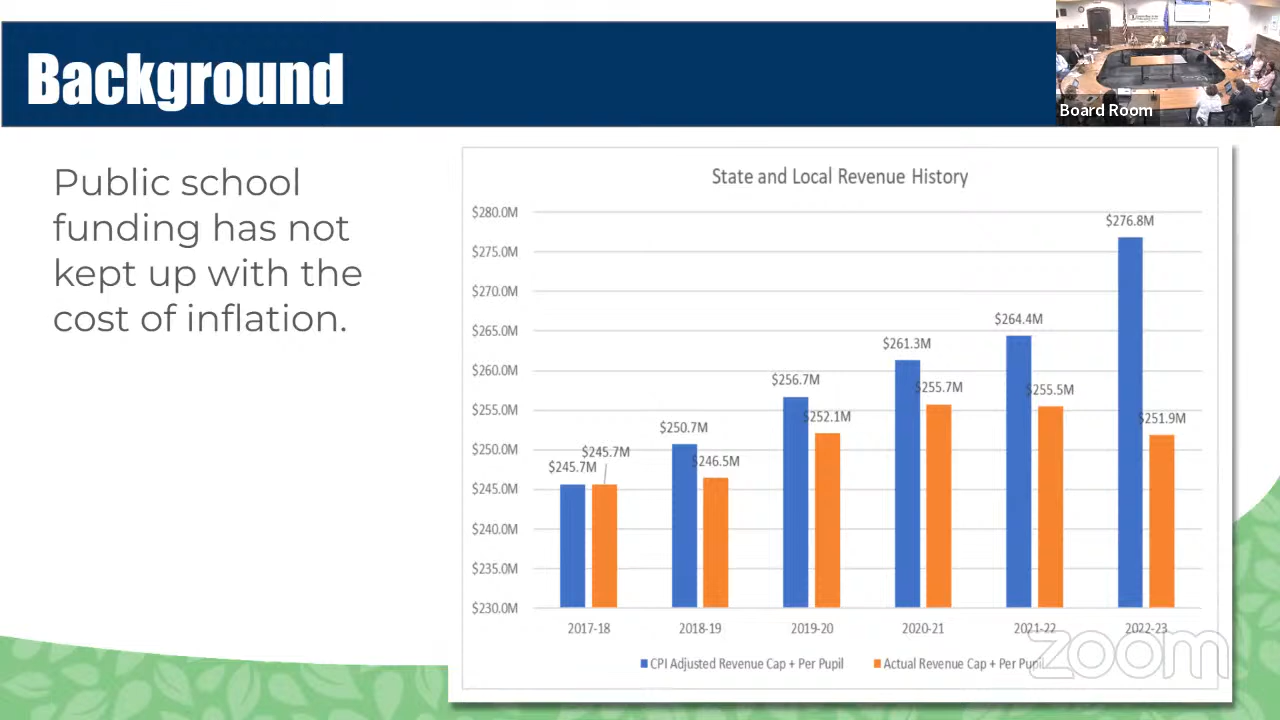 Background
Board Room
Public school
funding has not
kept up with the
cost of inflation.
State and Local Revenue History
$280.0M
$275.0M
$270.0M
$265.0M
$260.0M
$255.0M
$250.0M
$245.0M
$240.0M
$235.0M
$230.0M
$245.7M
$245.7M
$250.7M
$246.5M
$256.7M
$252.1M
$261.3M
$255.7M
$264.4M
$255.5M
$276.8M
$251.9M
2017-18
2018-19
2019-20
2020-21
2021-22
2022-23
CPI Adjusted Revenue Cap + Per Pupil
Actual Revenue Cap + Per Pupil
zoom